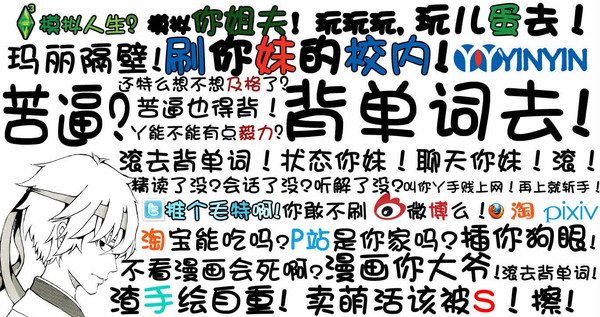 模拟人生？模拟你姐夫！玩玩玩，玩儿蛋去！
玛丽隔壁！刷你妹的校内！YINYIN
还特么想不想及格了？
苦逼？苦逼也得背！背单词去！
丫能不能有点毅力？
滚去背单词！状态你妹！聊天你妹！滚！
精读了没？会话了没？听解了没？叫你丫手贱上网！再上就斩手！
推个毛特啊！你敢不刷微博么！淘 pixiv
淘宝能吃吗？P站是你家吗？插你狗眼！
不看漫画会死啊？漫画你大爷！滚去背单词！
渣手绘自重！卖萌活该被S！擦！